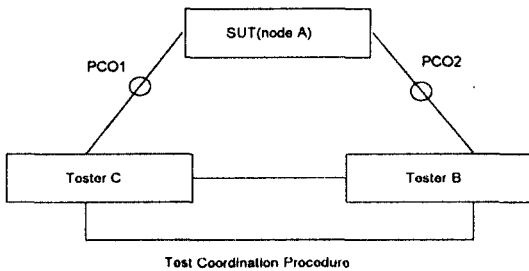 SUT(node A)
PCO1
PCO2
Tester C
Tester B
Test Coordination Procedure